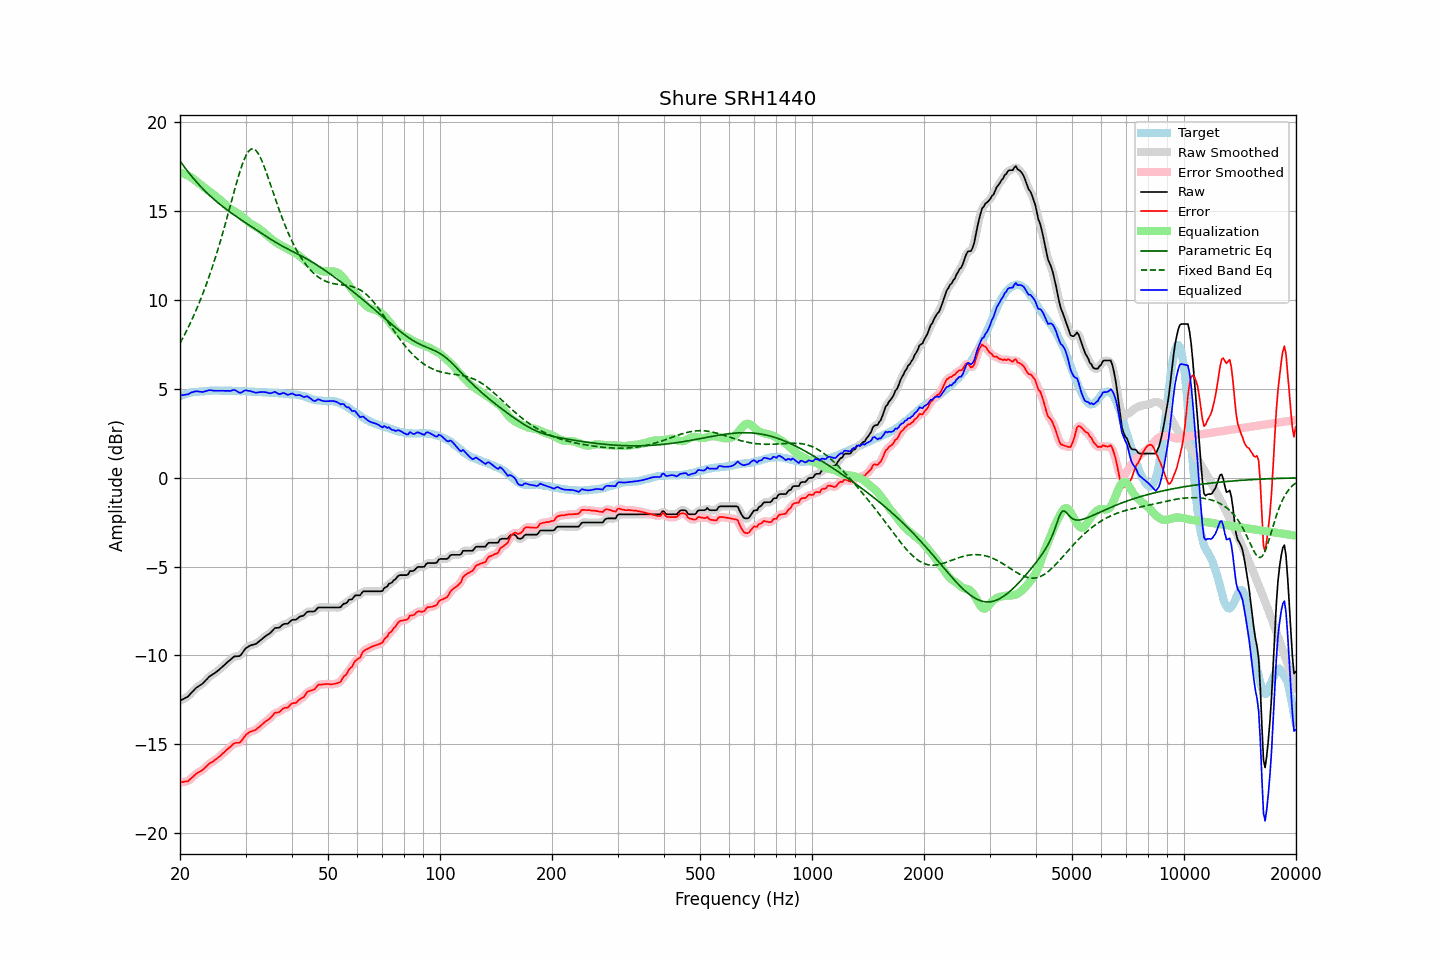 Shure SRH1440
Amplitude (dBr)
20
15
10
5
0
−5
−10
−15
−20
Target
Raw Smoothed
Error Smoothed
Raw
Error
Equalization
Parametric Eq
Fixed Band Eq
Equalized
20 50 100 200 500 1000 2000 5000 10000 20000
Frequency (Hz)